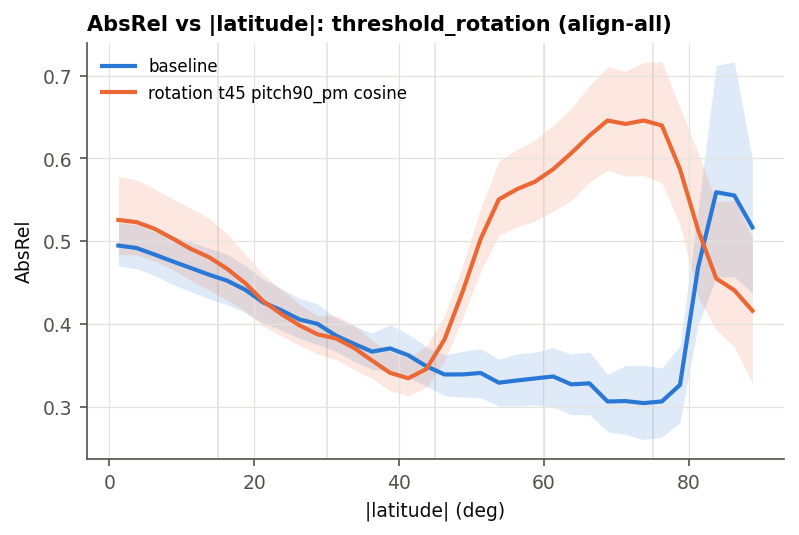 AbsRel vs |latitude|: threshold_rotation (align-all)
baseline
rotation t45 pitch90_pm cosine
AbsRel
0.7
0.6
0.5
0.4
0.3
0 20 40 60 80
|latitude| (deg)